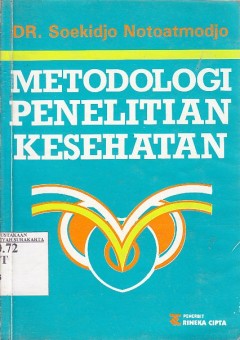 DR. Soekidjo Notoatmodjo
METODOLOGI
PENELITIAN
KESEHATAN
PENERBIT
RINEKA CIPTA